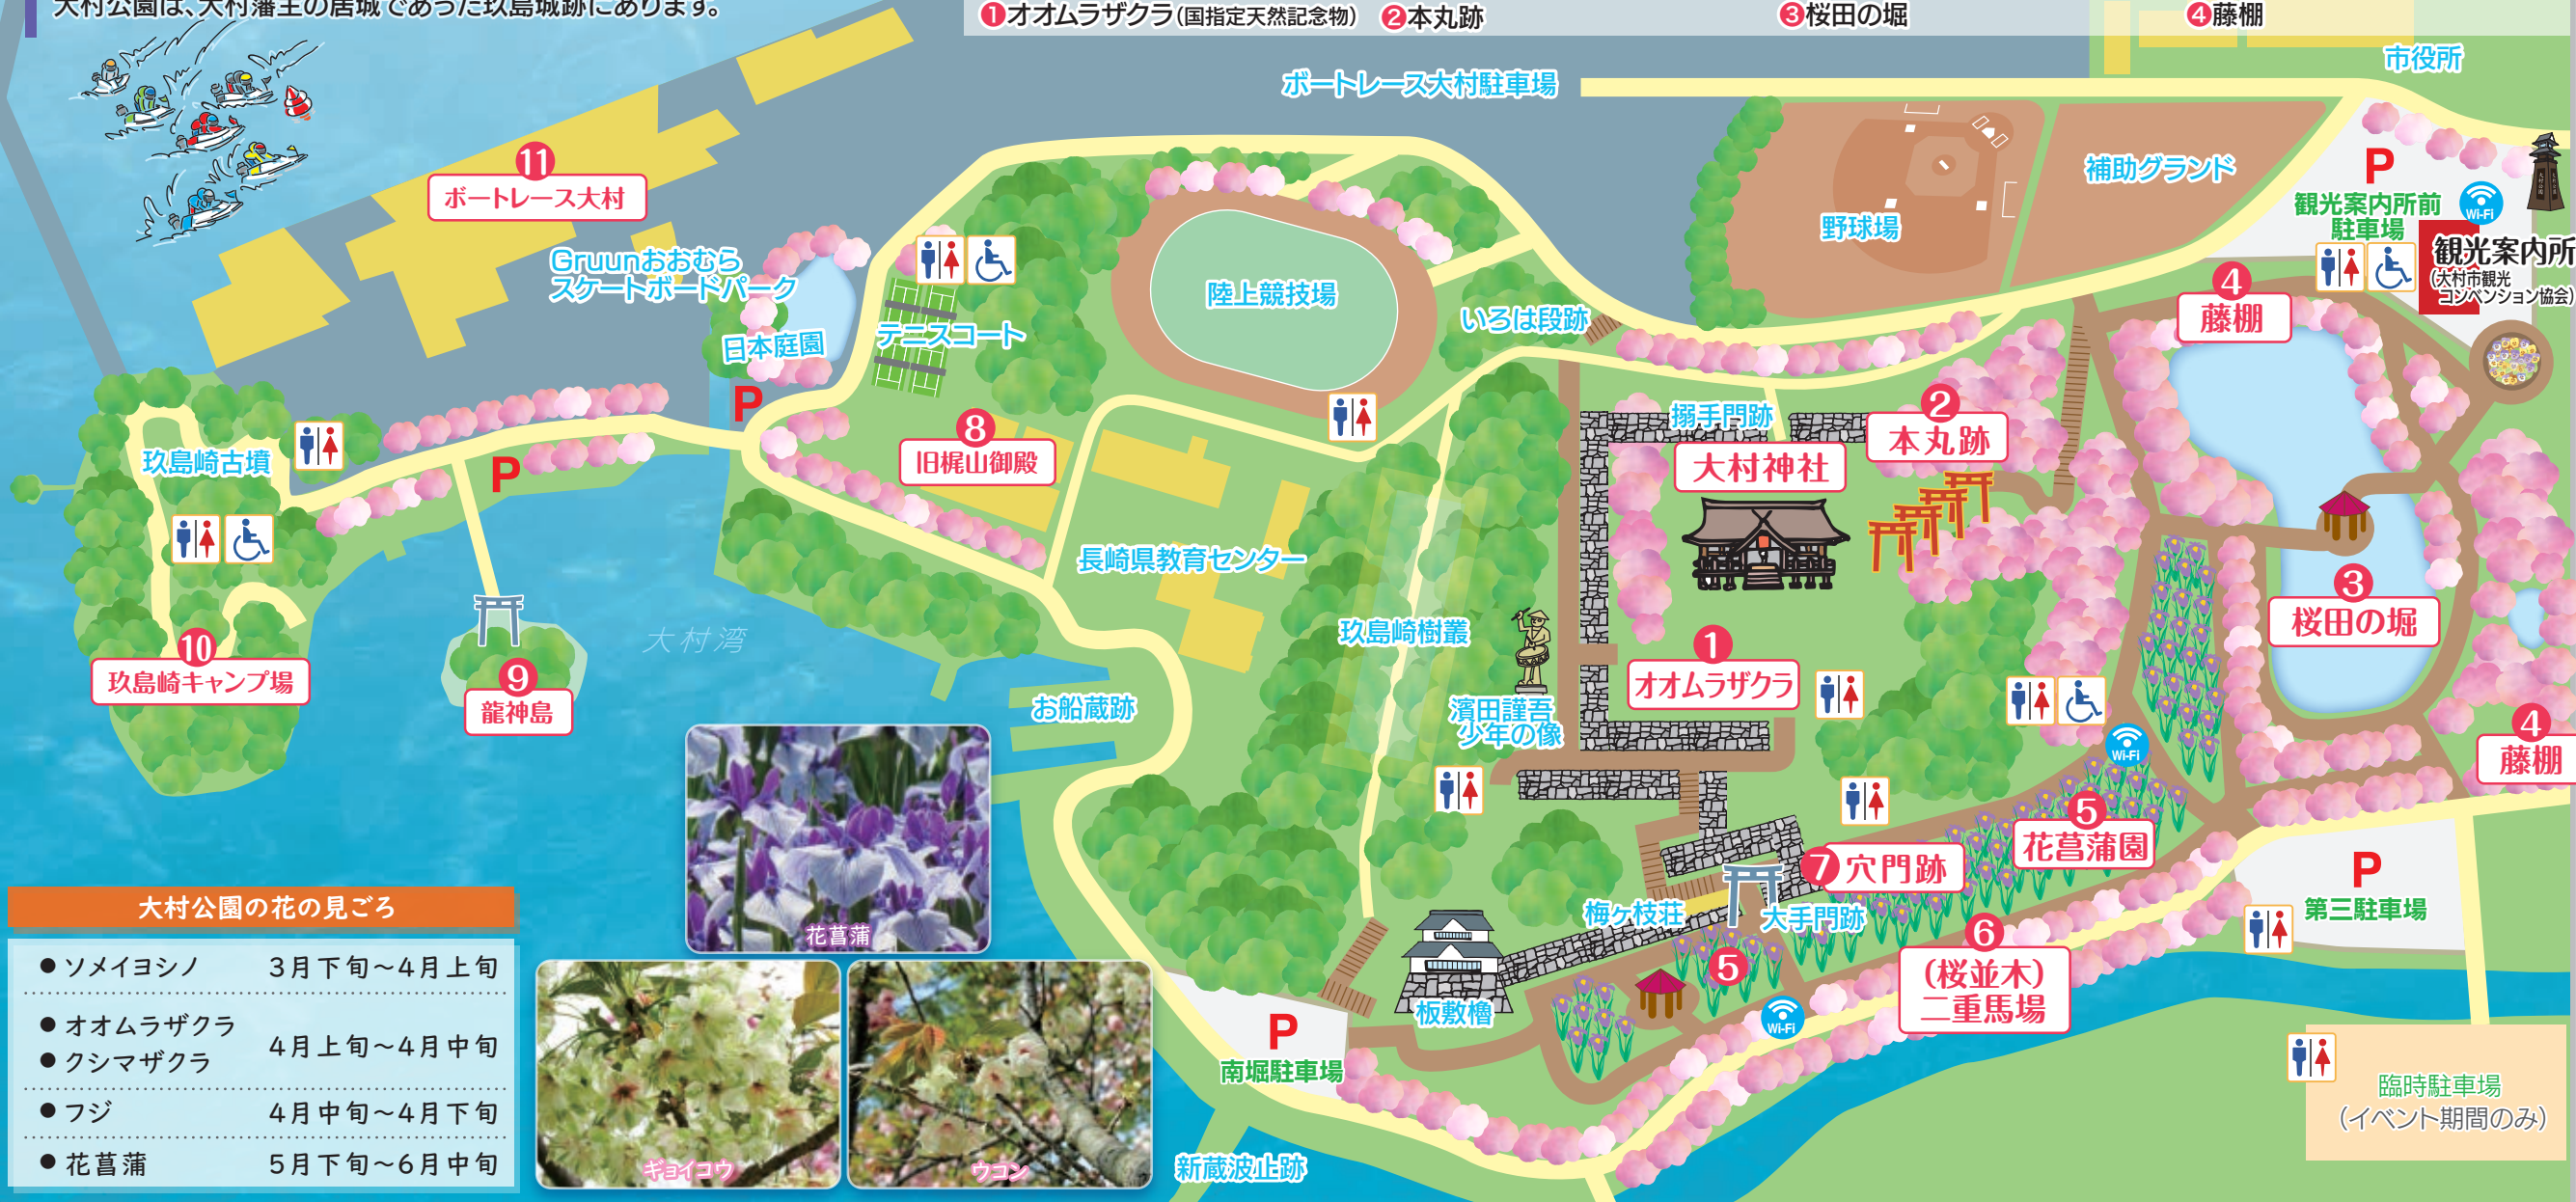 大村公園は、大村藩主の居城であった玖島城跡にあります。
❶オオムラザクラ(国指定天然記念物)
❷本丸跡
❸桜田の堀
❹藤棚
市役所
ボートレース大村駐車場
P
観光案内所前
駐車場
Wi-Fi
観光案内所
(大村市観光
コンベンション協会)
補助グランド
野球場
11
ボートレース大村
Gruunおおむら
スケートボードパーク
日本庭園
テニスコート
陸上競技場
いろは段跡
4
藤棚
P
8
旧梶山御殿
搦手門跡
大村神社
2
本丸跡
玖島崎古墳
P
長崎県教育センター
玖島崎樹叢
3
桜田の堀
10
玖島崎キャンプ場
9
龍神島
大村湾
お船蔵跡
濱田謹吾
少年の像
1
オオムラザクラ
Wi-Fi
4
藤棚
5
花菖蒲園
7
穴門跡
梅ヶ枝荘
大手門跡
5
6
(桜並木)
二重馬場
Wi-Fi
P
第三駐車場
板敷櫓
P
南堀駐車場
新蔵波止跡
臨時駐車場
(イベント期間のみ)
花菖蒲
ギョイコウ
ウコン
大村公園の花の見ごろ
●ソメイヨシノ 3月下旬～4月上旬
●オオムラザクラ
●クシマザクラ
4月上旬～4月中旬
●フジ 4月中旬～4月下旬
●花菖蒲 5月下旬～6月中旬